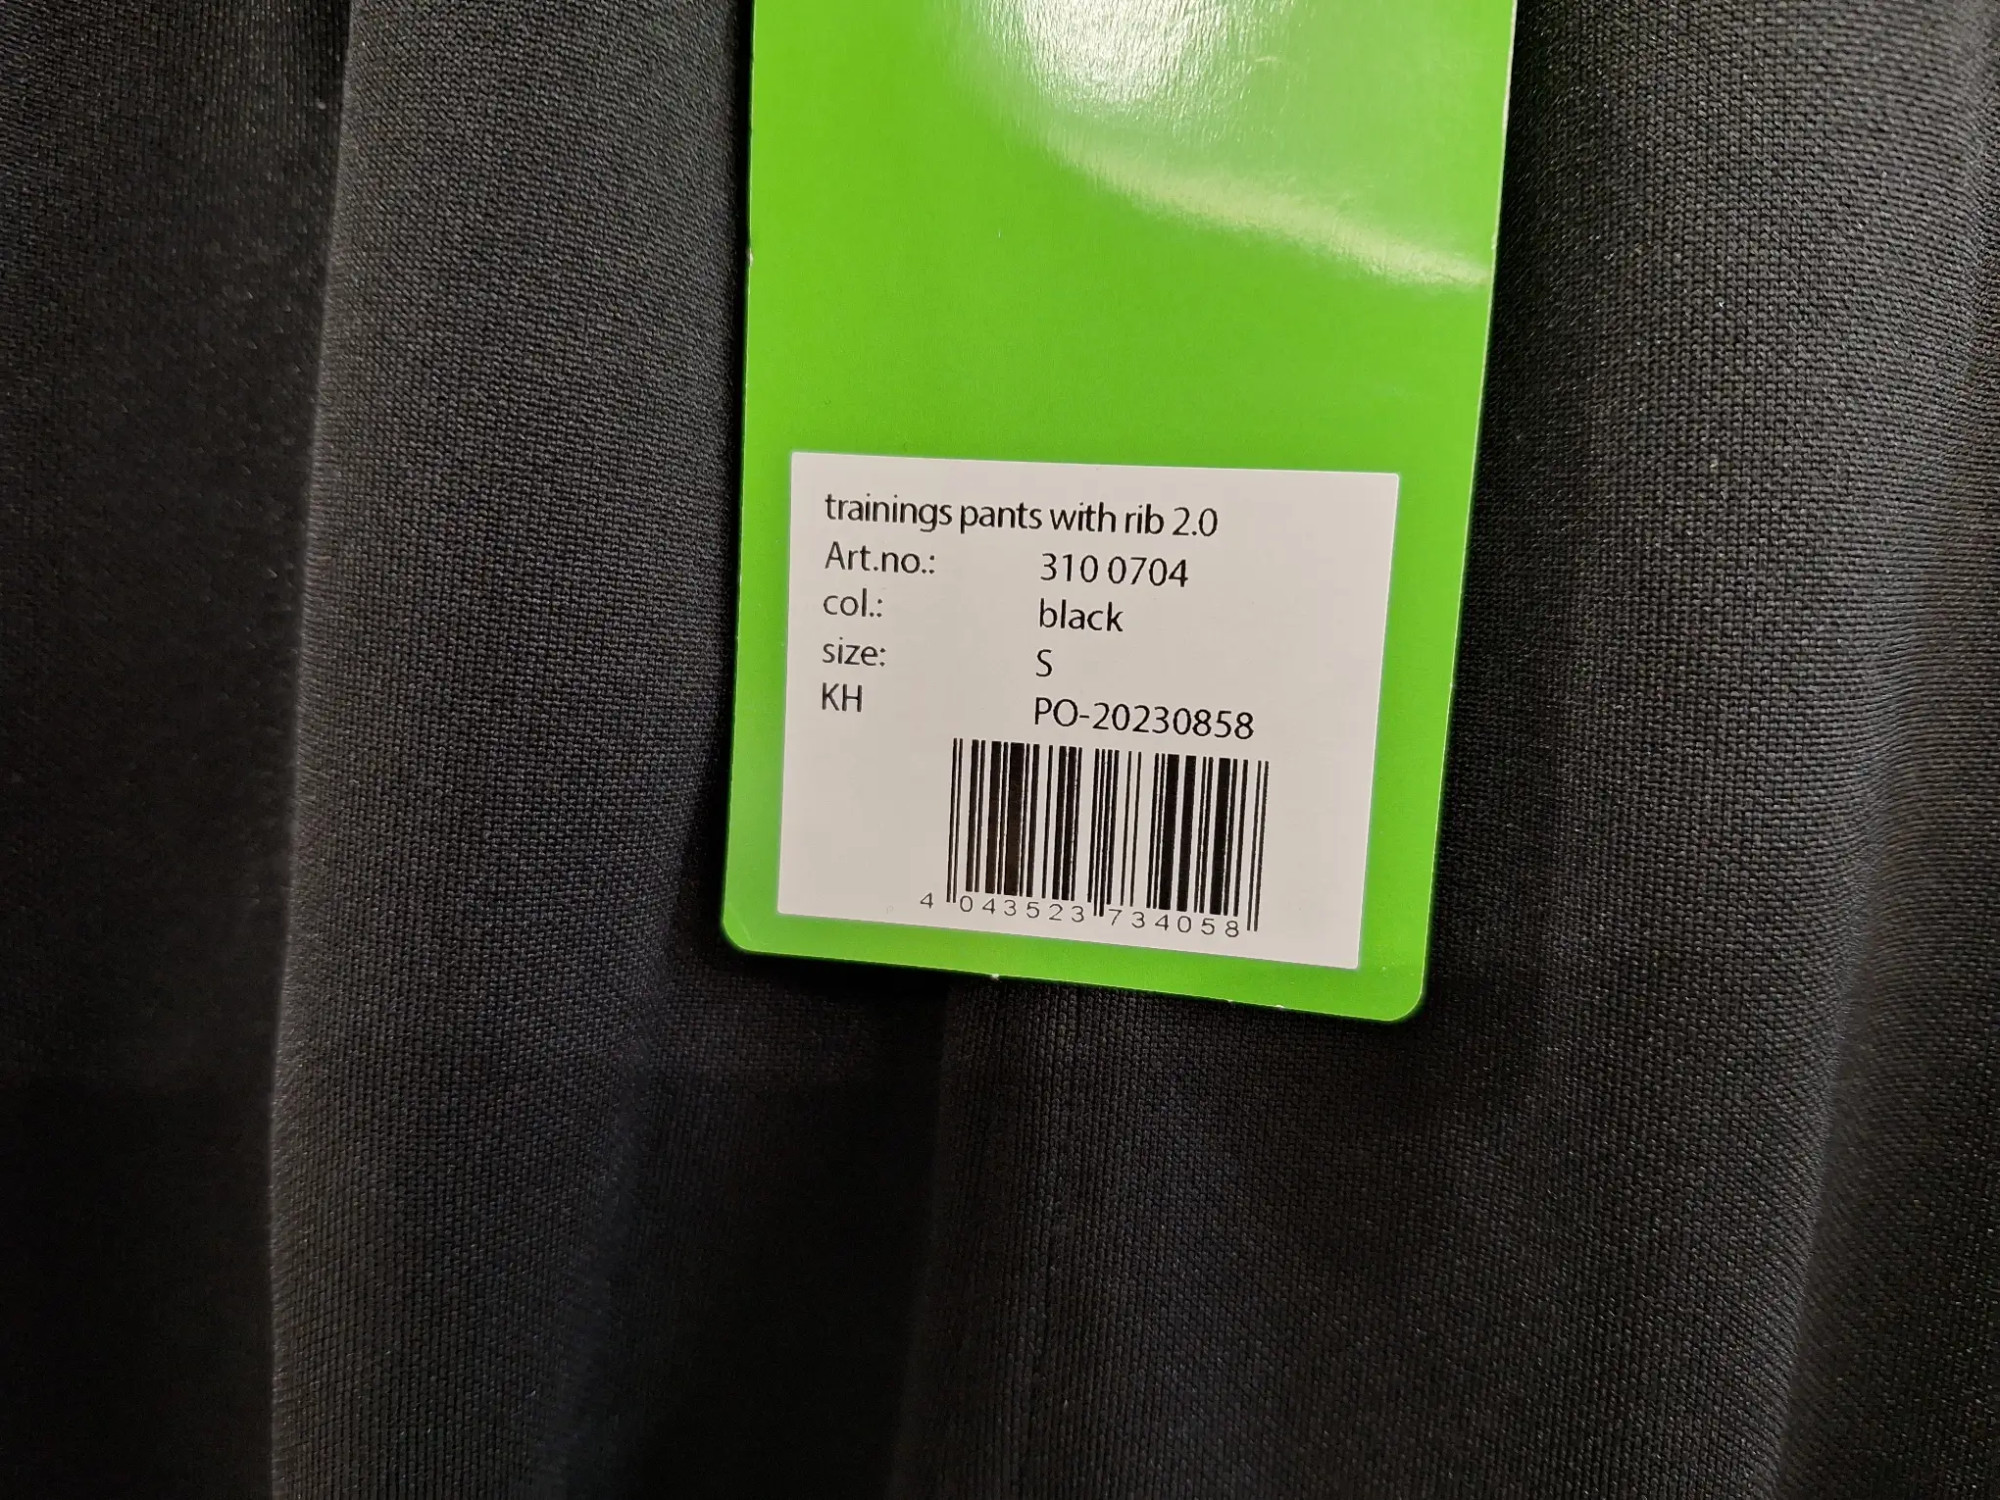 trainings pants with rib 2.0
Art.no.: 310 0704
col.: black
size: S
KH PO-20230858
4 043523 734058